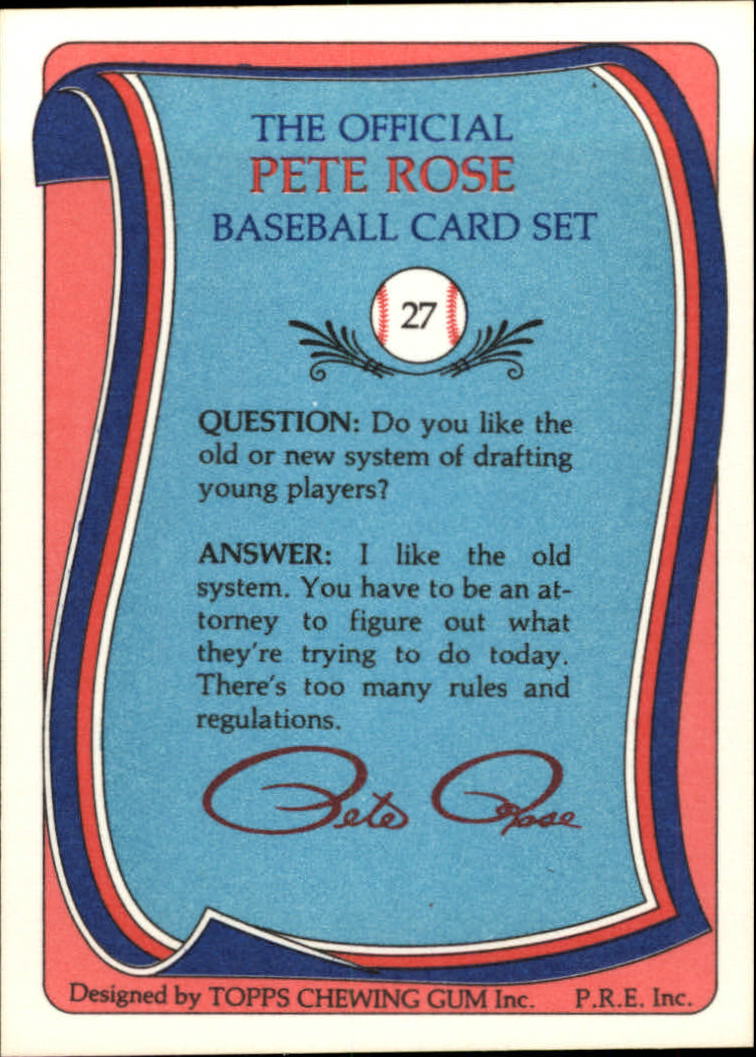 THE OFFICIAL
PETE ROSE
BASEBALL CARD SET
27
QUESTION: Do you like the
old or new system of drafting
young players?
ANSWER: I like the old
system. You have to be an at-
torney to figure out what
they're trying to do today.
There's too many rules and
regulations.
Pete Rose
Designed by TOPPS CHEWING GUM Inc. P.R.E. Inc.